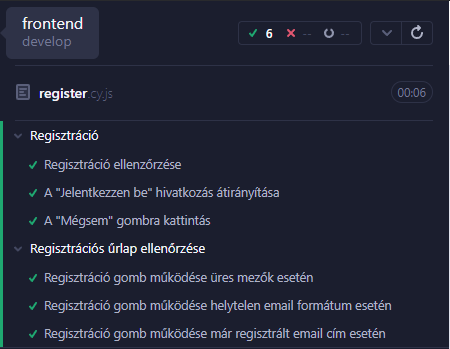 frontend
develop
6 -- --
register.cy.js
00:06
Regisztráció
Regisztráció ellenzőrzése
A "Jelentkezzen be" hivatkozás átirányítása
A "Mégsem" gombra kattintás
Regisztrációs űrlap ellenőrzése
Regisztráció gomb működése üres mezők esetén
Regisztráció gomb működése helytelen email formátum esetén
Regisztráció gomb működése már regisztrált email cím esetén